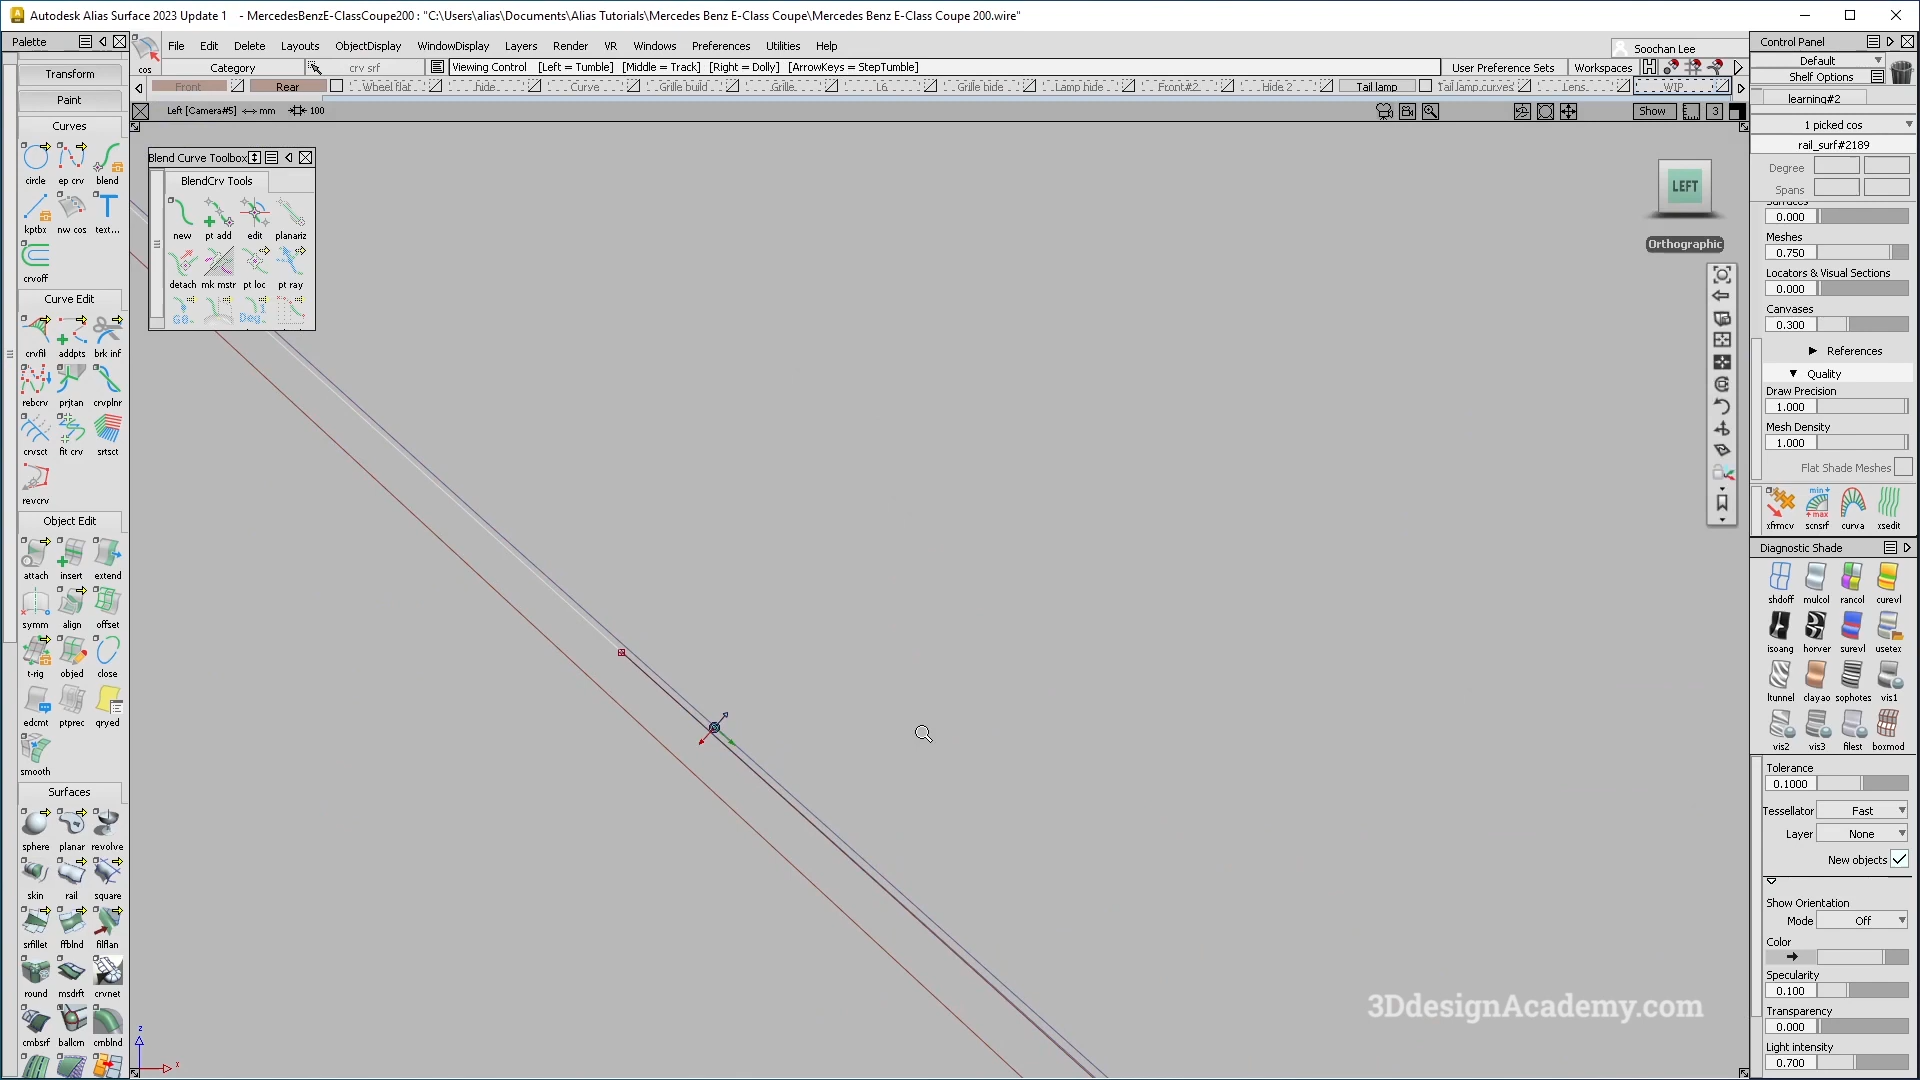 Autodesk Alias Surface 2023 Update 1 - MercedesBenzE-ClassCoupe200 : "C:\Users\alias\Documents\Alias Tutorials\Mercedes Benz E-Class Coupe\Mercedes Benz E-Class Coupe 200.wire"
Palette
File Edit Delete Layouts ObjectDisplay WindowDisplay Layers Render VR Windows Preferences Utilities Help
Soochan Lee
Control Panel
cos
Category
crv srf
Viewing Control [Left = Tumble] [Middle = Track] [Right = Dolly] [ArrowKeys = StepTumble]
User Preference Sets
Workspaces
Default
Shelf Options
Front Rear Wheel flat hide Curve Grille build Grille L6 Grille hide Lamp hide Front#2 Hide 2 Tail lamp Tail lamp curves Lens WIP
learning#2
Left [Camera#5] mm 100
Show
3
1 picked cos
rail_surf#2189
Degree
Spans
Transform
Paint
Curves
circle ep crv blend
kptbx nw cos text...
crvoff
Curve Edit
crvfil addpts brk inf
rebcrv prjtan crvplnr
crvsct fit crv srtsct
revcrv
Object Edit
attach insert extend
symm align offset
t-rig objed close
edcmt ptprec qryed
smooth
Surfaces
sphere planar revolve
skin rail square
srfillet ffblnd filflan
round msdrft crvnet
cmbsrf ballcrn crnblnd
Blend Curve Toolbox
BlendCrv Tools
new pt add edit planariz
detach mk mstr pt loc pt ray
LEFT
Orthographic
z
x
3DdesignAcademy.com
Surfaces
0.000
Meshes
0.750
Locators & Visual Sections
0.000
Canvases
0.300
References
Quality
Draw Precision
1.000
Mesh Density
1.000
Flat Shade Meshes
xfrmcv scnsrf curva xsedit
Diagnostic Shade
shdoff mulcol rancol curevl
isoang horver surevl usetex
ltunnel clayao sophotes vis1
vis2 vis3 filest boxmod
Tolerance
0.1000
Tessellator Fast
Layer None
New objects
Show Orientation
Mode Off
Color
Specularity
0.100
Transparency
0.000
Light intensity
0.700